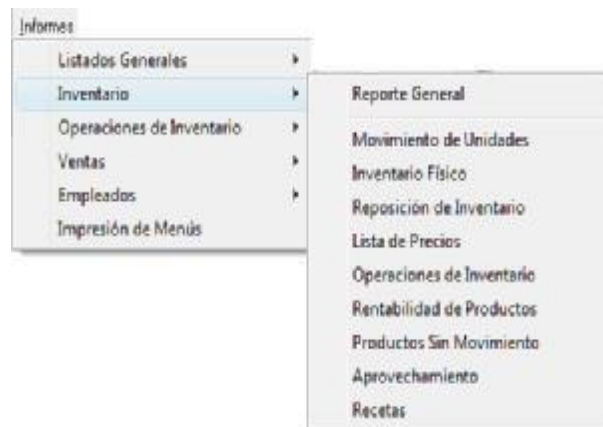 Informes
Listados Generales
Inventario
Operaciones de Inventario
Ventas
Empleados
Impresión de Menús
Reporte General
Movimiento de Unidades
Inventario Físico
Reposición de Inventario
Lista de Precios
Operaciones de Inventario
Rentabilidad de Productos
Productos Sin Movimiento
Aprovechamiento
Recetas